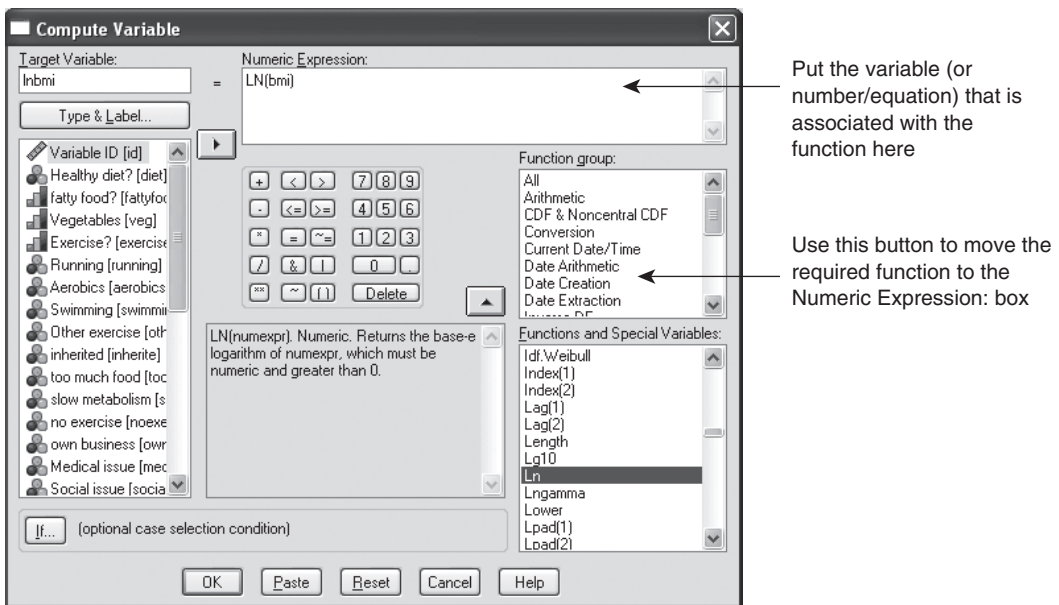 Compute Variable
Target Variable:
lnbmi
=
Numeric Expression:
LN(bmi)
Type & Label...
Variable ID [id]
Healthy diet? [diet]
fatty food? [fattyfoo
Vegetables [veg]
Exercise? [exercise
Running [running]
Aerobics [aerobics
Swimming [swimmin
Other exercise [oth
inherited [inherite]
too much food [too
slow metabolism [s
no exercise [noexe
own business [owr
Medical issue [mec
Social issue [socia
+ < > 7 8 9
- <= >= 4 5 6
* = ~= 1 2 3
/ & | 0 .
** ~ () Delete
LN(numexpr). Numeric. Returns the base-e
logarithm of numexpr, which must be
numeric and greater than 0.
Function group:
All
Arithmetic
CDF & Noncentral CDF
Conversion
Current Date/Time
Date Arithmetic
Date Creation
Date Extraction
Inverse DF
Functions and Special Variables:
Idf.Weibull
Index(1)
Index(2)
Lag(1)
Lag(2)
Length
Lg10
Ln
Lngamma
Lower
Lpad(1)
Lpad(2)
If... (optional case selection condition)
OK Paste Reset Cancel Help
Put the variable (or
number/equation) that is
associated with the
function here
Use this button to move the
required function to the
Numeric Expression: box